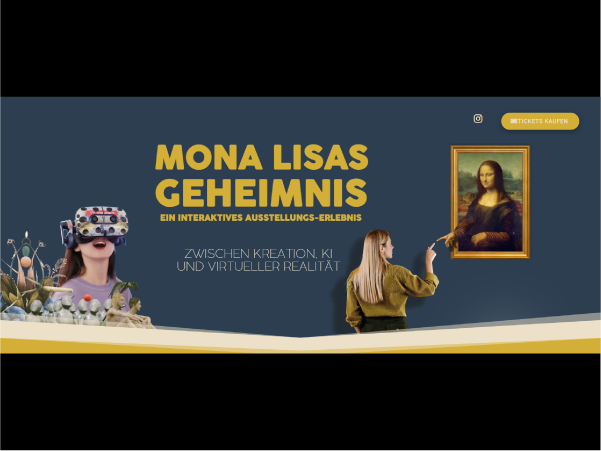 TICKETS KAUFEN
MONA LISAS
GEHEIMNIS
EIN INTERAKTIVES AUSSTELLUNGS-ERLEBNIS
ZWISCHEN KREATION, KI
UND VIRTUELLER REALITÄT